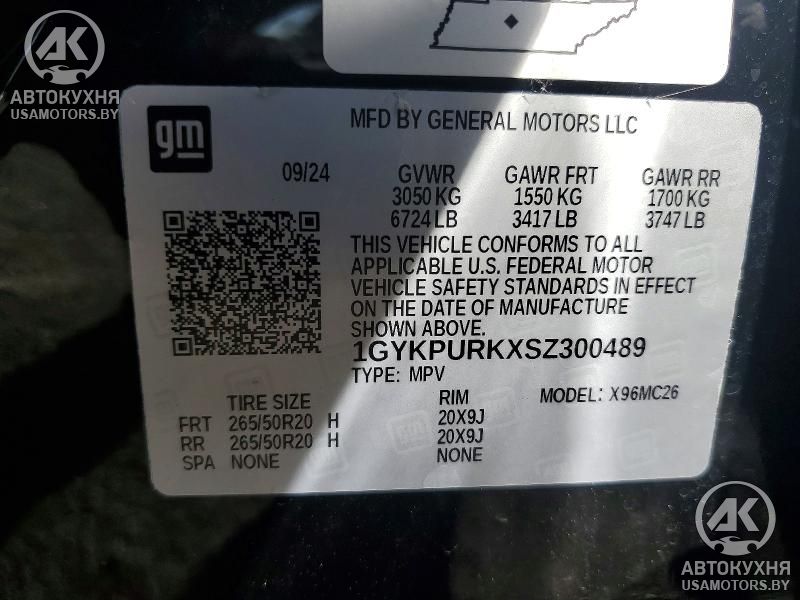 AK
АВТОКУХНЯ
USAMOTORS.BY
gm
MFD BY GENERAL MOTORS LLC
09/24 GVWR GAWR FRT GAWR RR
3050 KG 1550 KG 1700 KG
6724 LB 3417 LB 3747 LB
THIS VEHICLE CONFORMS TO ALL
APPLICABLE U.S. FEDERAL MOTOR
VEHICLE SAFETY STANDARDS IN EFFECT
ON THE DATE OF MANUFACTURE
SHOWN ABOVE.
1GYKPURKXSZ300489
TYPE: MPV
TIRE SIZE RIM MODEL: X96MC26
FRT 265/50R20 H 20X9J
RR 265/50R20 H 20X9J
SPA NONE NONE
AK
АВТОКУХНЯ
USAMOTORS.BY